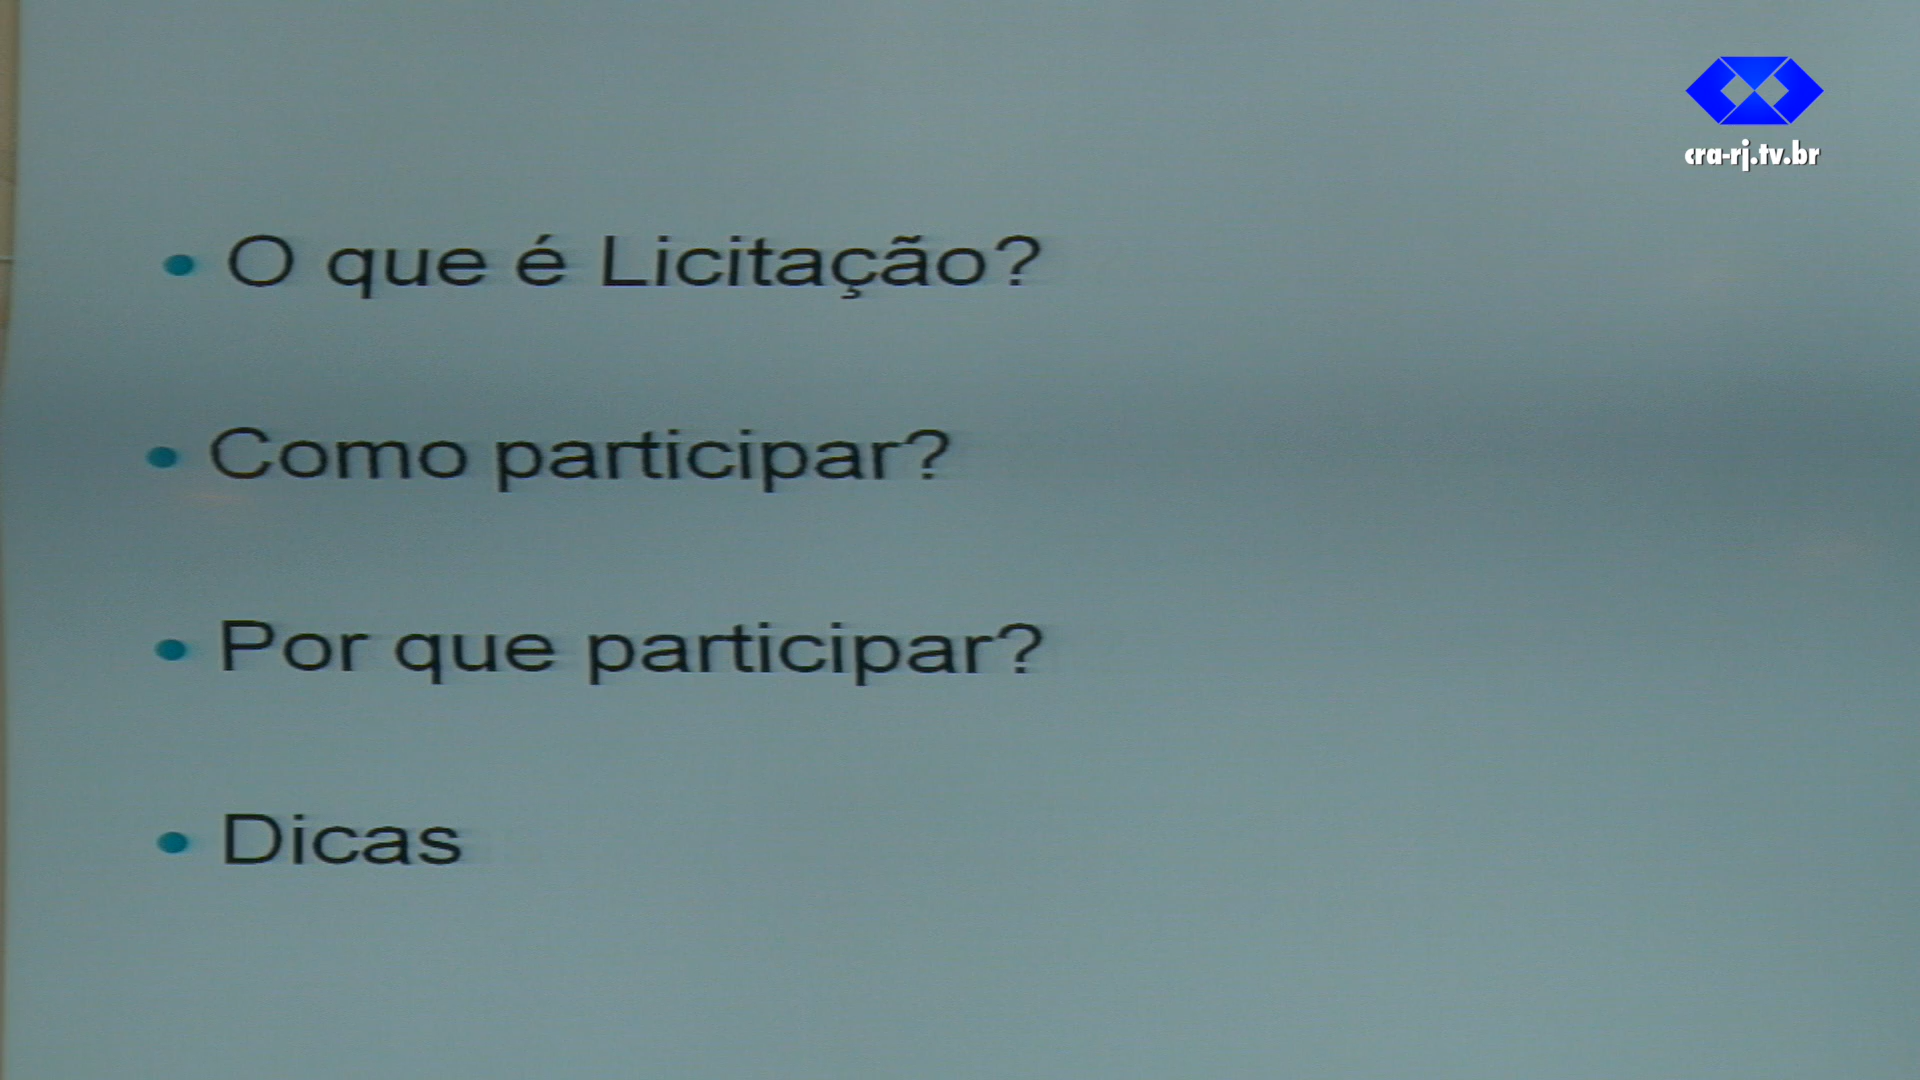 cra-rj.tv.br
O que é Licitação?
Como participar?
Por que participar?
Dicas